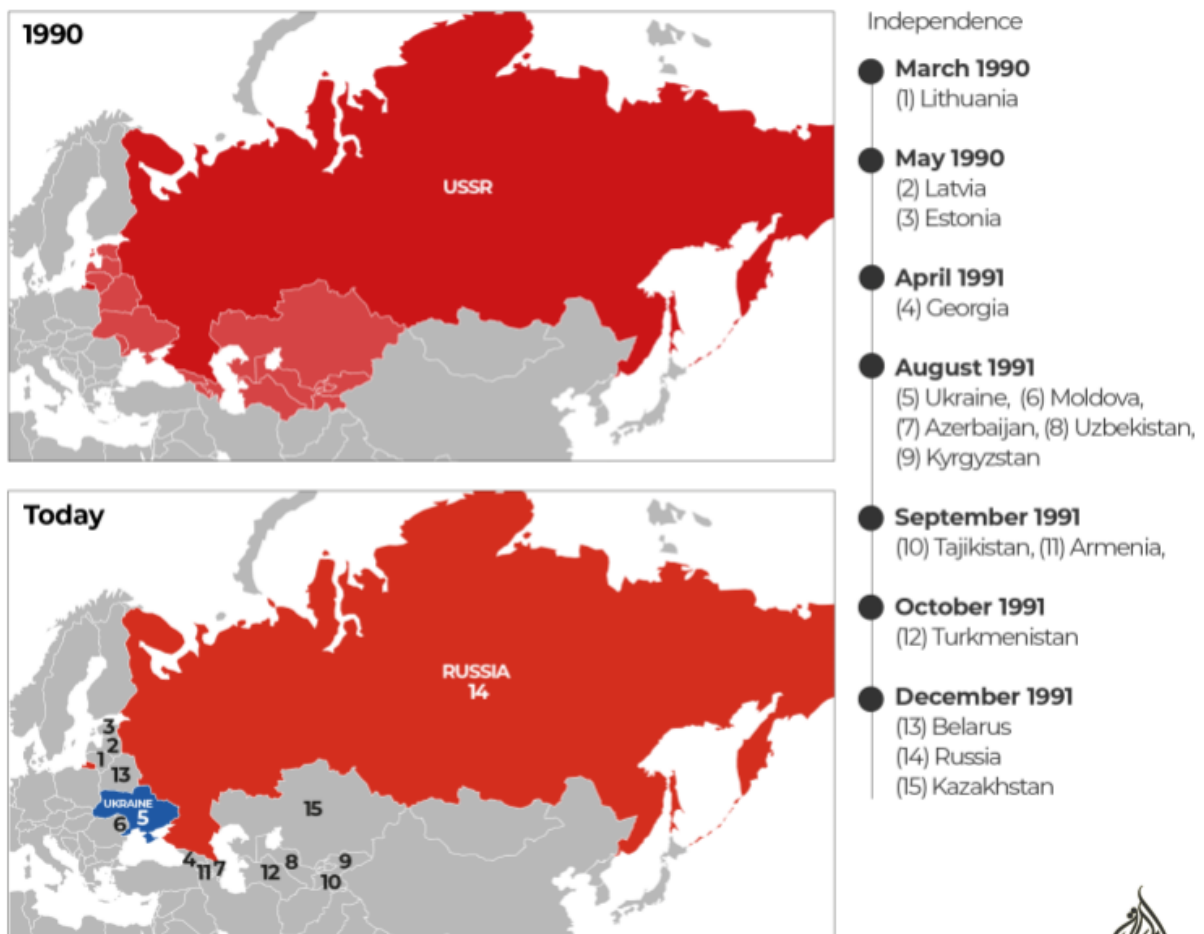 1990
USSR
Today
RUSSIA
14
3
2
1
13
UKRAINE
5
6
15
4
11
7
12
8
9
10
Independence
March 1990
(1) Lithuania
May 1990
(2) Latvia
(3) Estonia
April 1991
(4) Georgia
August 1991
(5) Ukraine, (6) Moldova,
(7) Azerbaijan, (8) Uzbekistan,
(9) Kyrgyzstan
September 1991
(10) Tajikistan, (11) Armenia,
October 1991
(12) Turkmenistan
December 1991
(13) Belarus
(14) Russia
(15) Kazakhstan